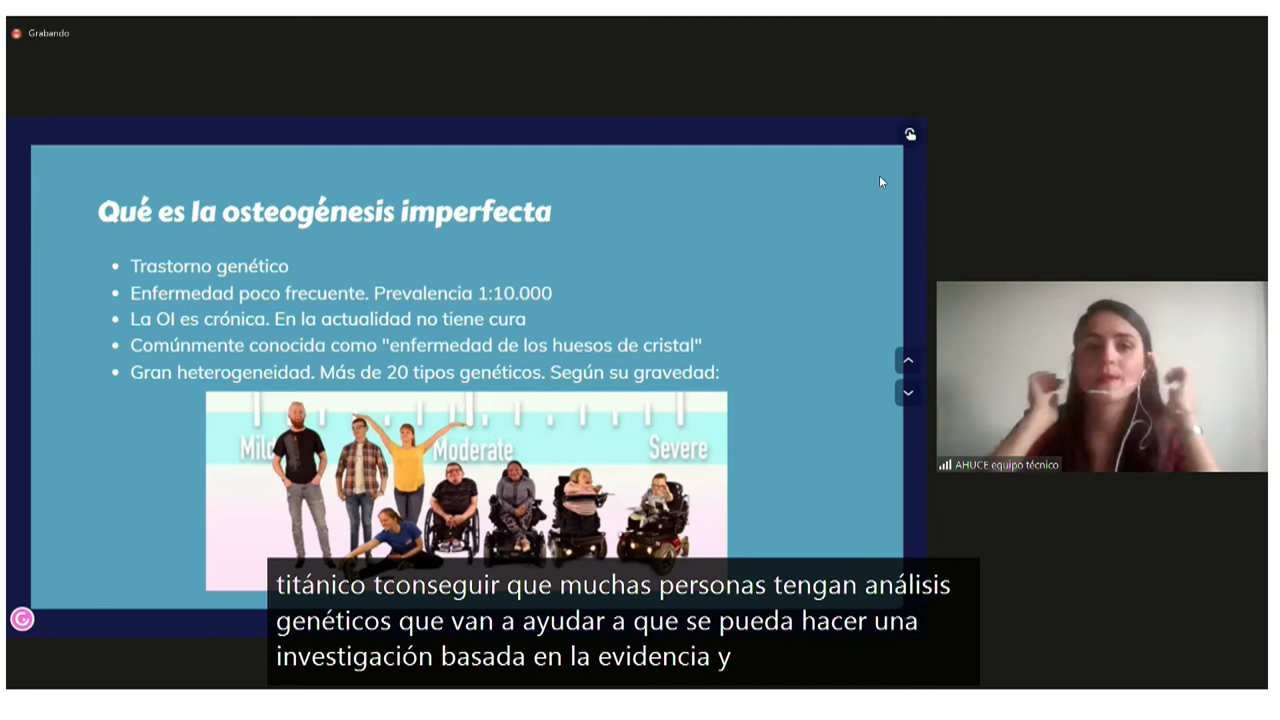 Grabando
Qué es la osteogénesis imperfecta
• Trastorno genético
• Enfermedad poco frecuente. Prevalencia 1:10.000
• La OI es crónica. En la actualidad no tiene cura
• Comúnmente conocida como "enfermedad de los huesos de cristal"
• Gran heterogeneidad. Más de 20 tipos genéticos. Según su gravedad:
Mild Moderate Severe
AHUCE equipo técnico
titánico tconseguir que muchas personas tengan análisis
genéticos que van a ayudar a que se pueda hacer una
investigación basada en la evidencia y